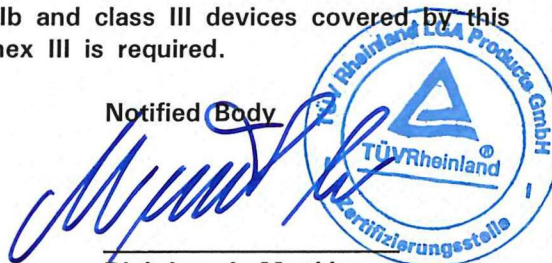 Ib and class III devices covered by this
nex III is required.
Notified Body
TÜV Rheinland LGA Products GmbH
TÜVRheinland
®
Zertifizierungsstelle